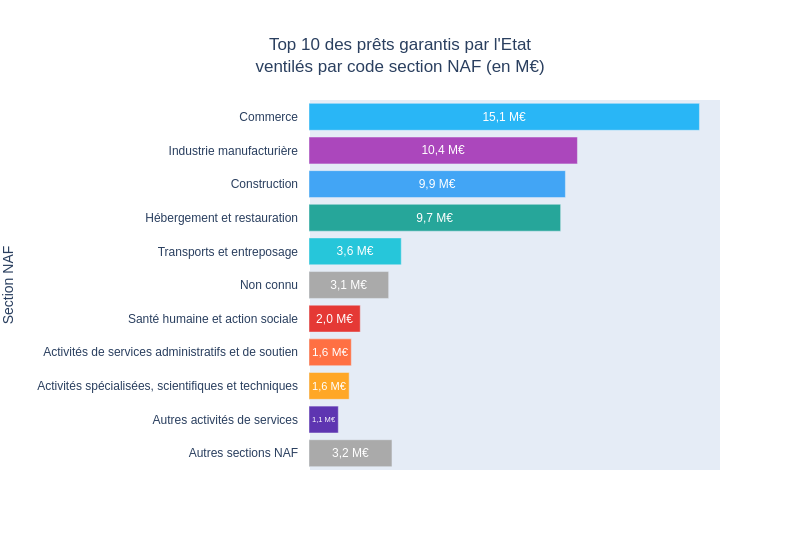 Top 10 des prêts garantis par l'Etat
ventilés par code section NAF (en M€)
Section NAF
Commerce 15,1 M€
Industrie manufacturière 10,4 M€
Construction 9,9 M€
Hébergement et restauration 9,7 M€
Transports et entreposage 3,6 M€
Non connu 3,1 M€
Santé humaine et action sociale 2,0 M€
Activités de services administratifs et de soutien 1,6 M€
Activités spécialisées, scientifiques et techniques 1,6 M€
Autres activités de services 1,1 M€
Autres sections NAF 3,2 M€